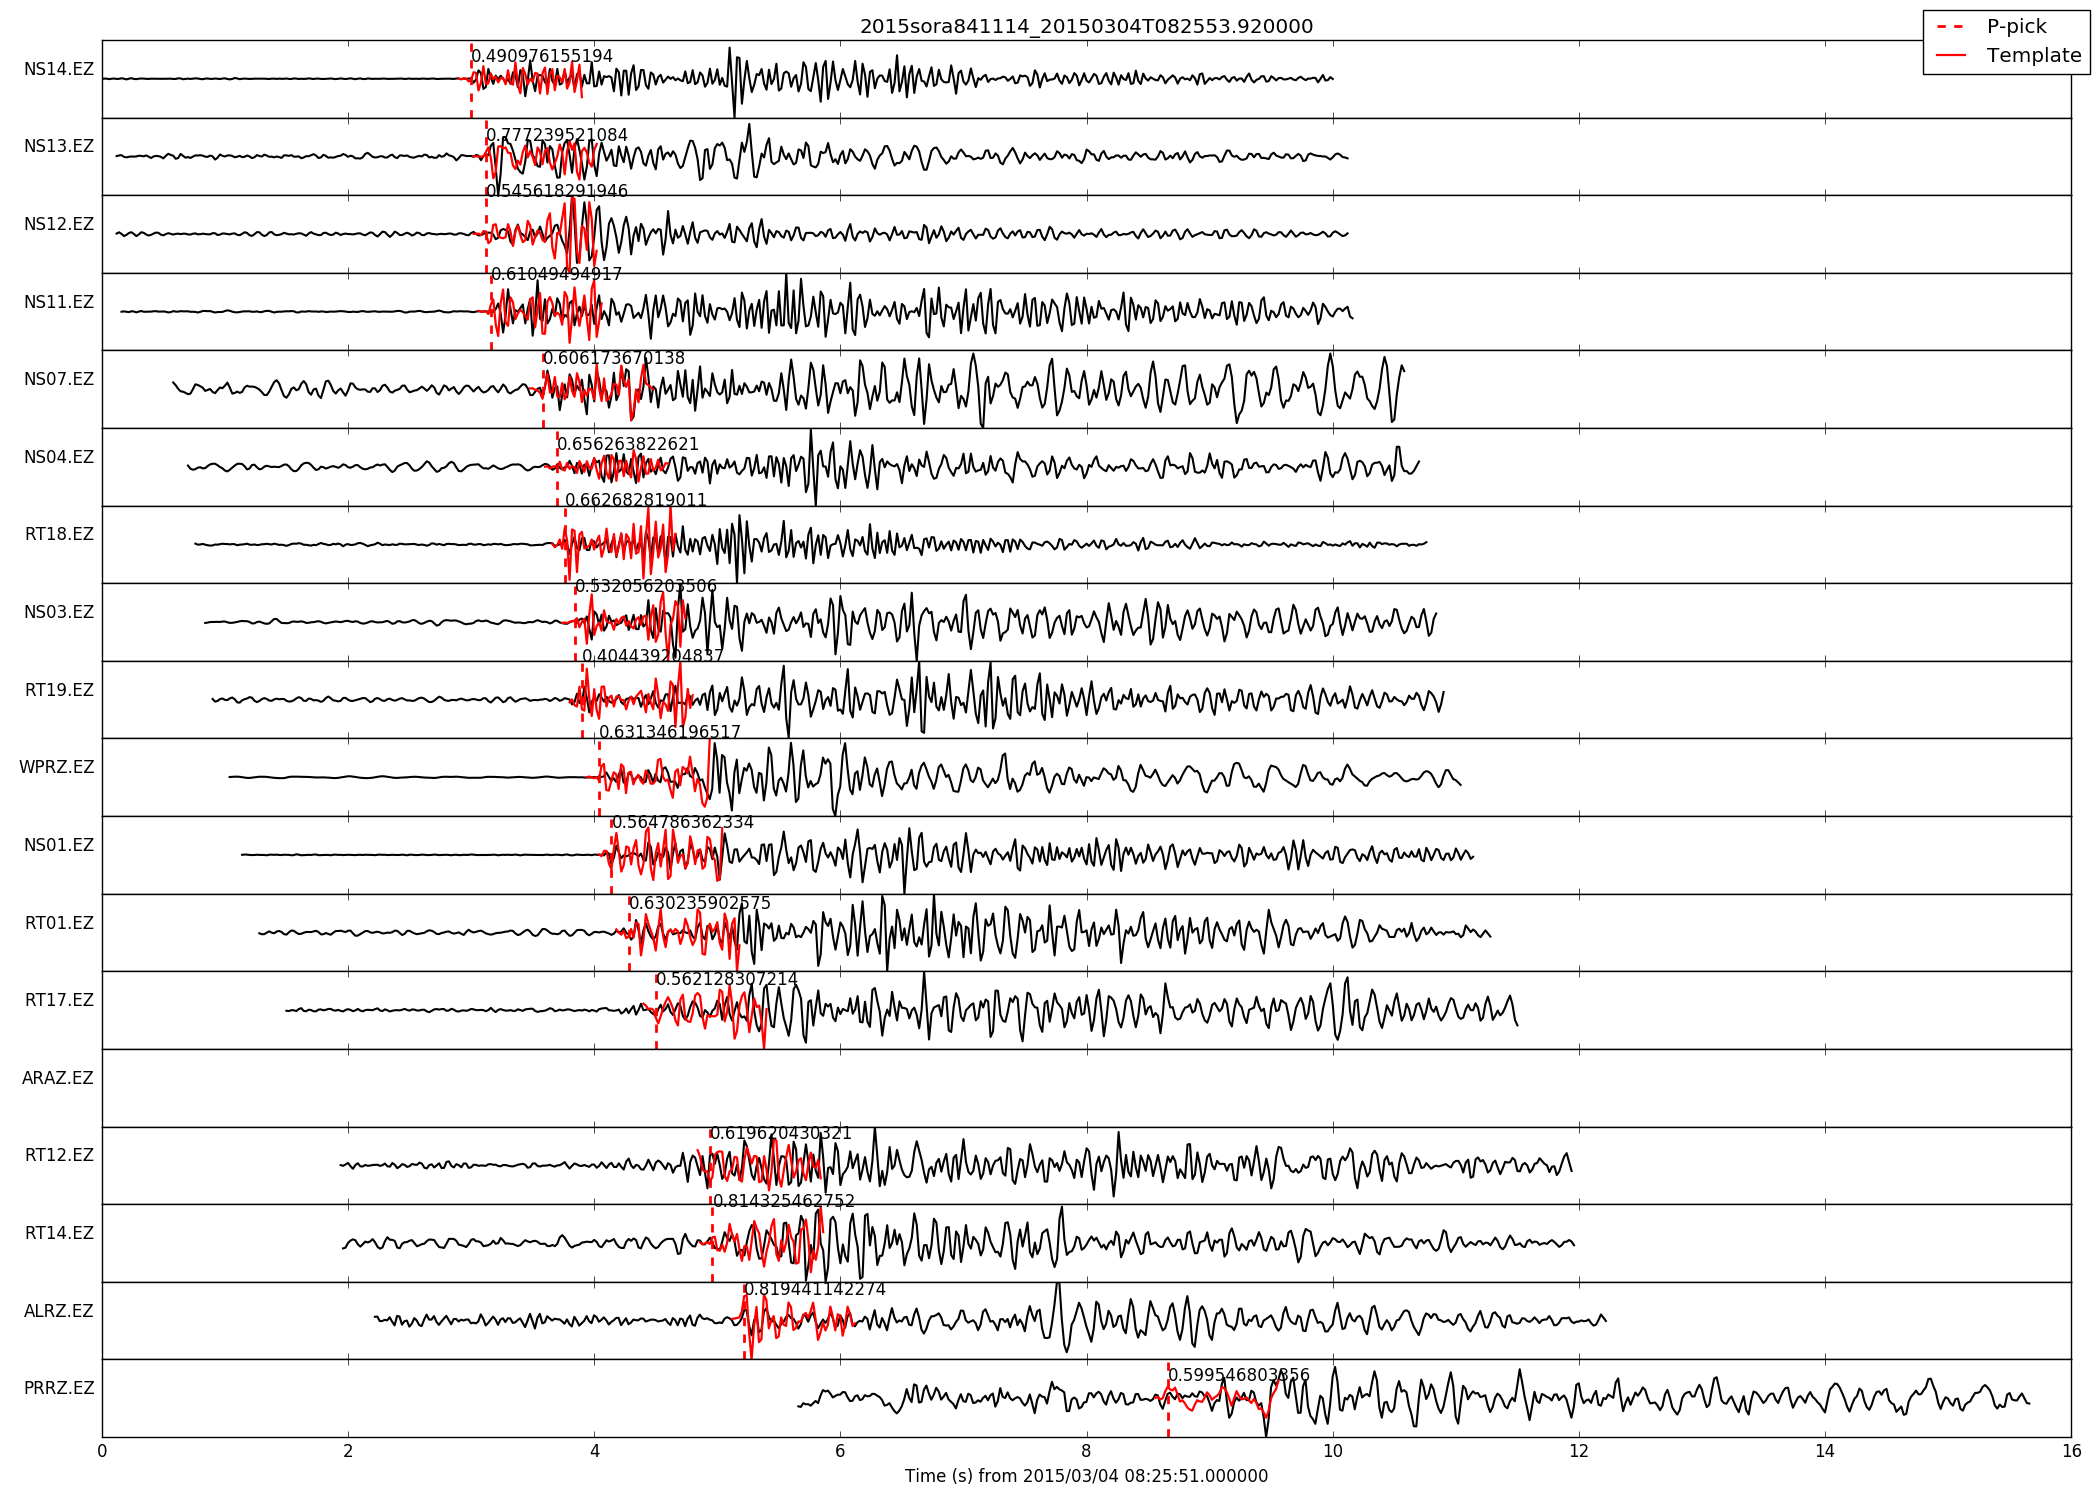 2015sora841114_20150304T082553.920000
P-pick
Template
NS14.EZ 0.490976155194
NS13.EZ 0.777239521084
NS12.EZ 0.545618291946
NS11.EZ 0.61049494917
NS07.EZ 0.606173670138
NS04.EZ 0.656263822621
RT18.EZ 0.662682819011
NS03.EZ 0.532056203506
RT19.EZ 0.404439204837
WPRZ.EZ 0.631346196517
NS01.EZ 0.564786362334
RT01.EZ 0.630235902575
RT17.EZ 0.562128307214
ARAZ.EZ
RT12.EZ 0.619620430321
RT14.EZ 0.814325462752
ALRZ.EZ 0.819441142274
PRRZ.EZ 0.599546803356
0 2 4 6 8 10 12 14 16
Time (s) from 2015/03/04 08:25:51.000000